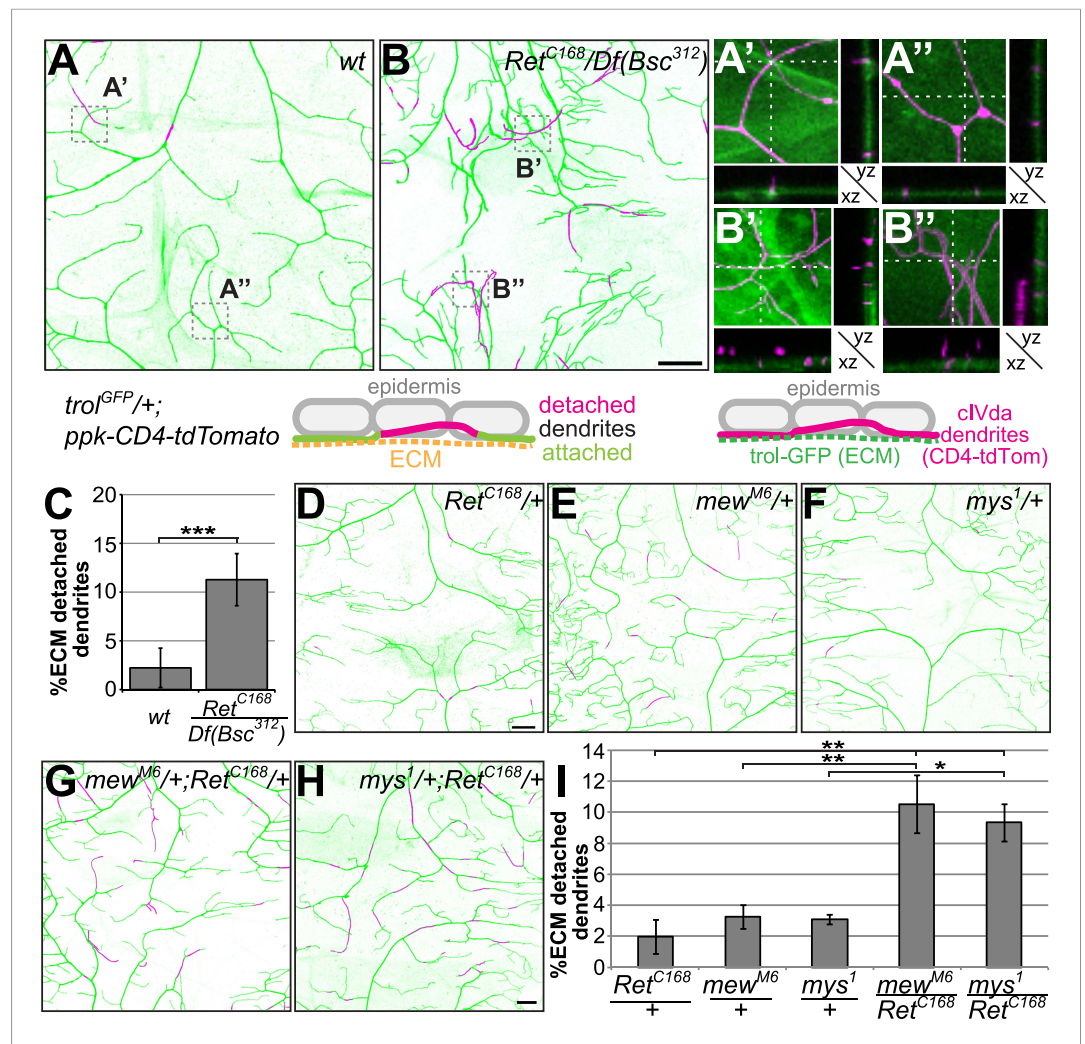 A
wt
A'
A''
B
Ret^C168/Df(Bsc^312)
B'
B''
A'
yz
xz
A''
yz
xz
B'
yz
xz
B''
yz
xz
trol^GFP/+;
ppk-CD4-tdTomato
epidermis
detached
dendrites
attached
ECM
epidermis
cIVda
dendrites
(CD4-tdTom)
trol-GFP (ECM)
C
%ECM detached
dendrites
20
15
10
5
0
***
wt
Ret^C168
Df(Bsc^312)
D
Ret^C168/+
E
mew^M6/+
F
mys^1/+
G
mew^M6/+;Ret^C168/+
H
mys^1/+;Ret^C168/+
I
%ECM detached
dendrites
14
12
10
8
6
4
2
0
**
**
*
Ret^C168
+
mew^M6
+
mys^1
+
mew^M6
Ret^C168
mys^1
Ret^C168